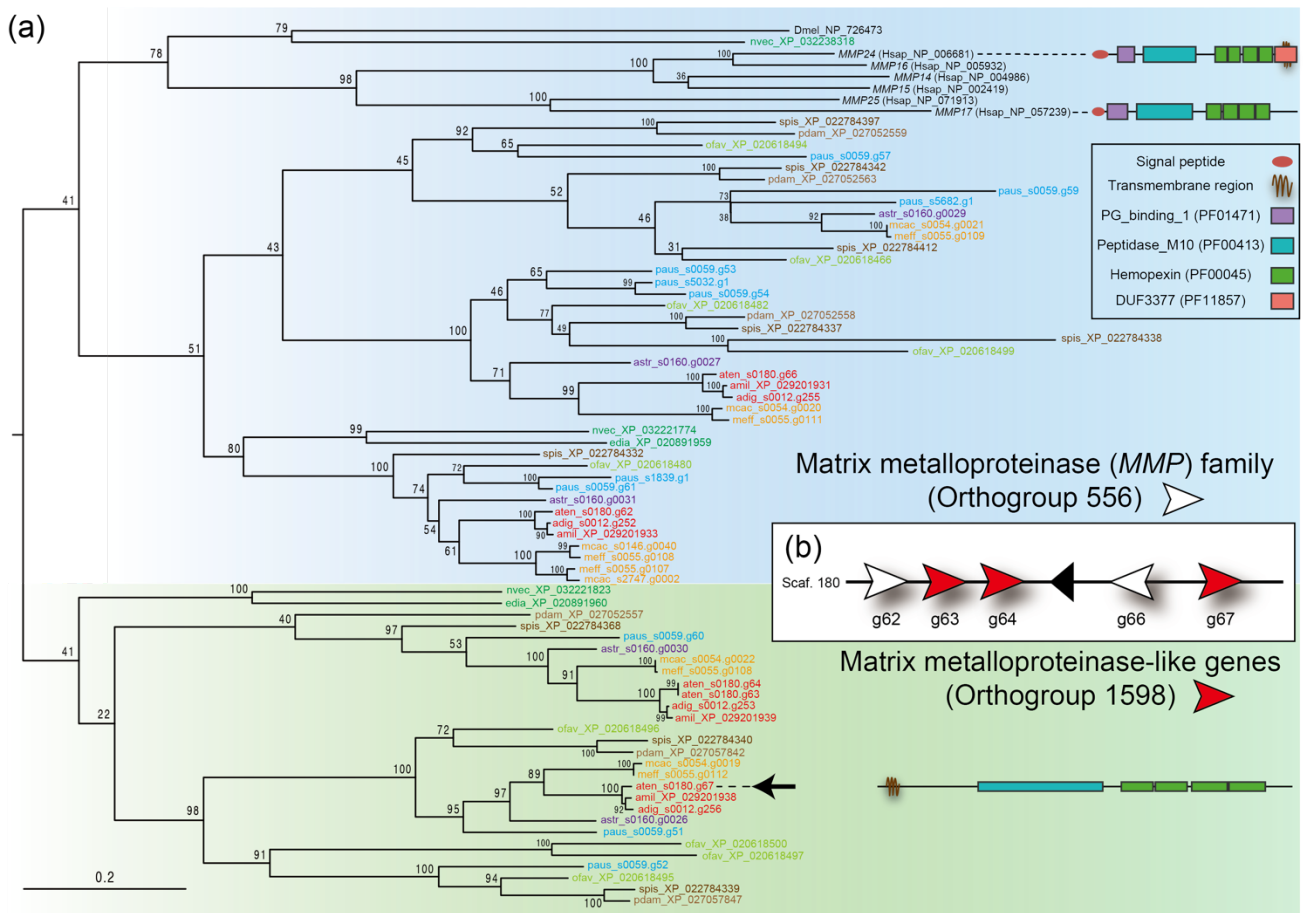 (a)
79
Dmel_NP_726473
nvec_XP_032238318
78
100
MMP24 (Hsap_NP_006681)
MMP16 (Hsap_NP_005932)
100
MMP14 (Hsap_NP_004986)
36
MMP15 (Hsap_NP_002419)
98
MMP25 (Hsap_NP_071913)
100
MMP17 (Hsap_NP_057239)
100
spis_XP_022784397
92
pdam_XP_027052559
ofav_XP_020618494
65
paus_s0059.g57
45
100
spis_XP_022784342
pdam_XP_027052563
52
paus_s0059.g59
73
paus_s5682.g1
41
46
38
92
astr_s0160.g0029
mcac_s0054.g0021
100
meff_s0055.g0109
43
31
spis_XP_022784412
ofav_XP_020618466
65
paus_s0059.g53
99
paus_s5032.g1
46
paus_s0059.g54
ofav_XP_020618482
77
100
pdam_XP_027052558
49
spis_XP_022784337
100
100
spis_XP_022784338
ofav_XP_020618499
51
astr_s0160.g0027
71
100
aten_s0180.g66
100
amil_XP_029201931
99
adig_s0012.g255
100
mcac_s0054.g0020
meff_s0055.g0111
99
nvec_XP_032221774
edia_XP_020891959
80
spis_XP_022784332
100
72
ofav_XP_020618480
paus_s1839.g1
100
paus_s0059.g61
74
astr_s0160.g0031
54
100
aten_s0180.g62
adig_s0012.g252
90
amil_XP_029201933
61
99
mcac_s0146.g0040
meff_s0055.g0108
100
100
meff_s0055.g0107
mcac_s2747.g0002
100
nvec_XP_032221823
edia_XP_020891960
40
pdam_XP_027052557
97
spis_XP_022784368
41
53
paus_s0059.g60
100
astr_s0160.g0030
mcac_s0054.g0022
100
meff_s0055.g0108
91
99
aten_s0180.g64
aten_s0180.g63
100
adig_s0012.g253
99
amil_XP_029201939
22
72
ofav_XP_020618496
spis_XP_022784340
100
pdam_XP_027057842
100
mcac_s0054.g0019
89
100
meff_s0055.g0112
97
100
aten_s0180.g67
amil_XP_029201938
92
adig_s0012.g256
95
astr_s0160.g0026
paus_s0059.g51
98
100
ofav_XP_020618500
ofav_XP_020618497
91
paus_s0059.g52
100
ofav_XP_020618495
94
spis_XP_022784339
100
pdam_XP_027057847
0.2
Signal peptide
Transmembrane region
PG_binding_1 (PF01471)
Peptidase_M10 (PF00413)
Hemopexin (PF00045)
DUF3377 (PF11857)
Matrix metalloproteinase (MMP) family
(Orthogroup 556)
(b)
Scaf. 180
g62 g63 g64 g66 g67
Matrix metalloproteinase-like genes
(Orthogroup 1598)